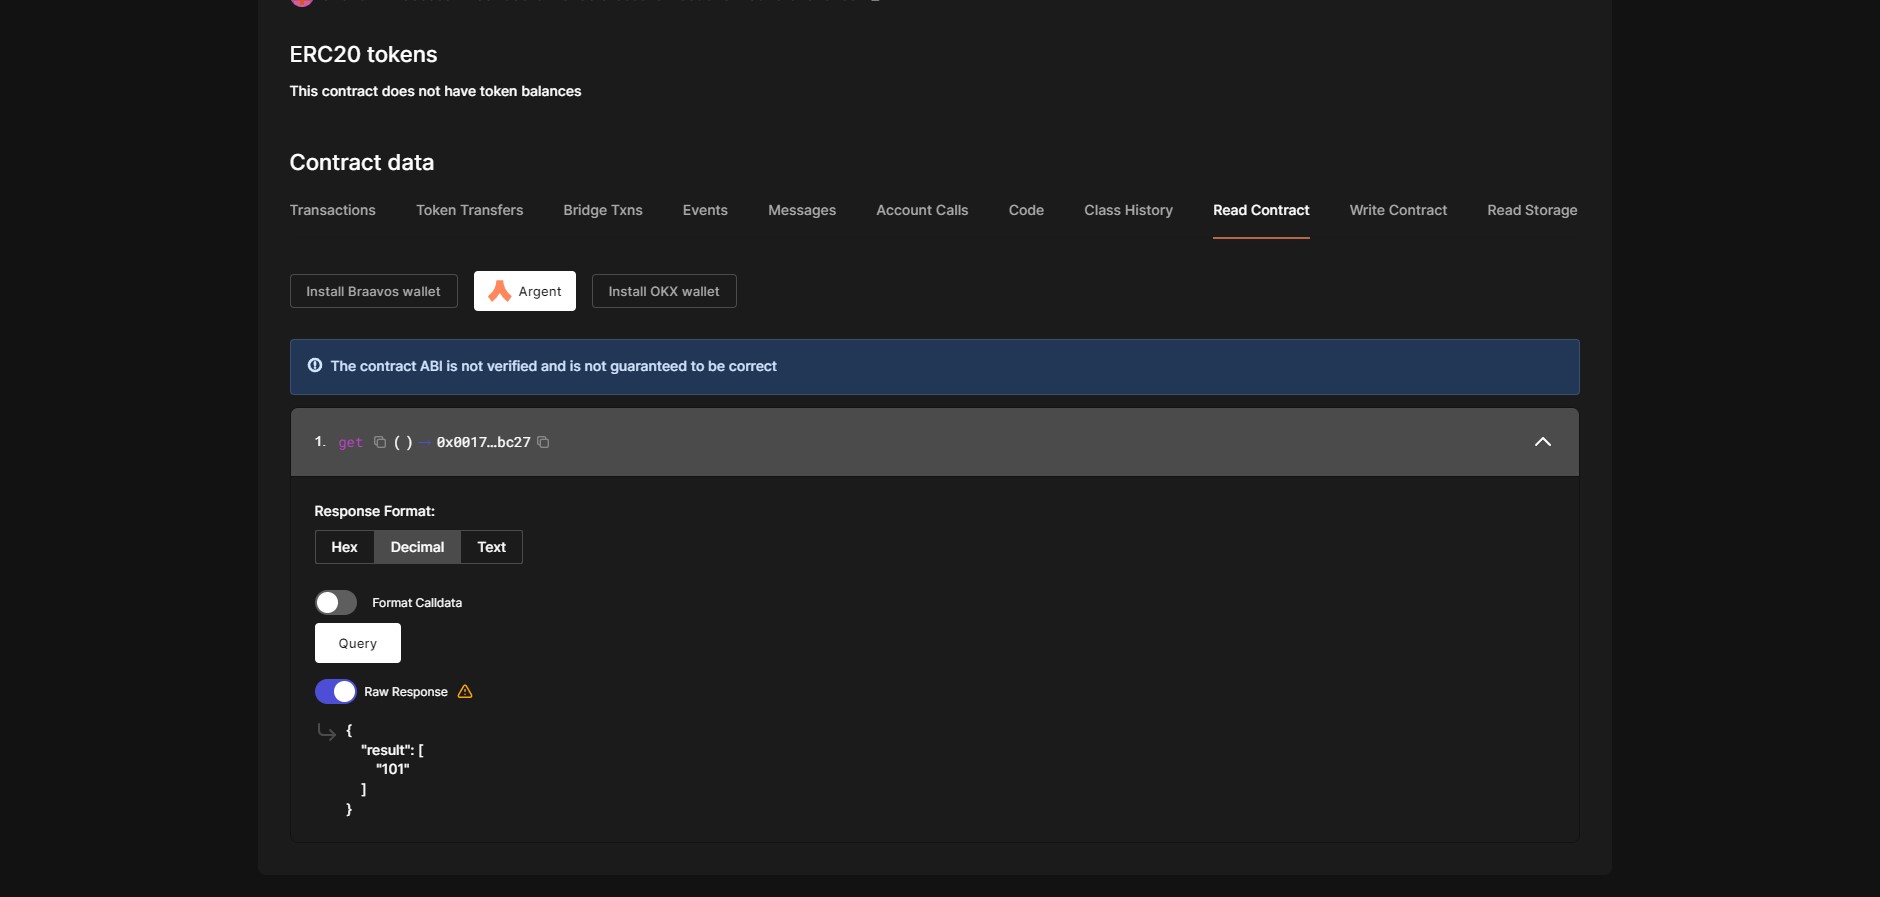 ERC20 tokens
This contract does not have token balances
Contract data
Transactions Token Transfers Bridge Txns Events Messages Account Calls Code Class History Read Contract Write Contract Read Storage
Install Braavos wallet Argent Install OKX wallet
The contract ABI is not verified and is not guaranteed to be correct
1. get () → 0x0017...bc27
Response Format:
Hex Decimal Text
Format Calldata
Query
Raw Response
{
"result": [
"101"
]
}